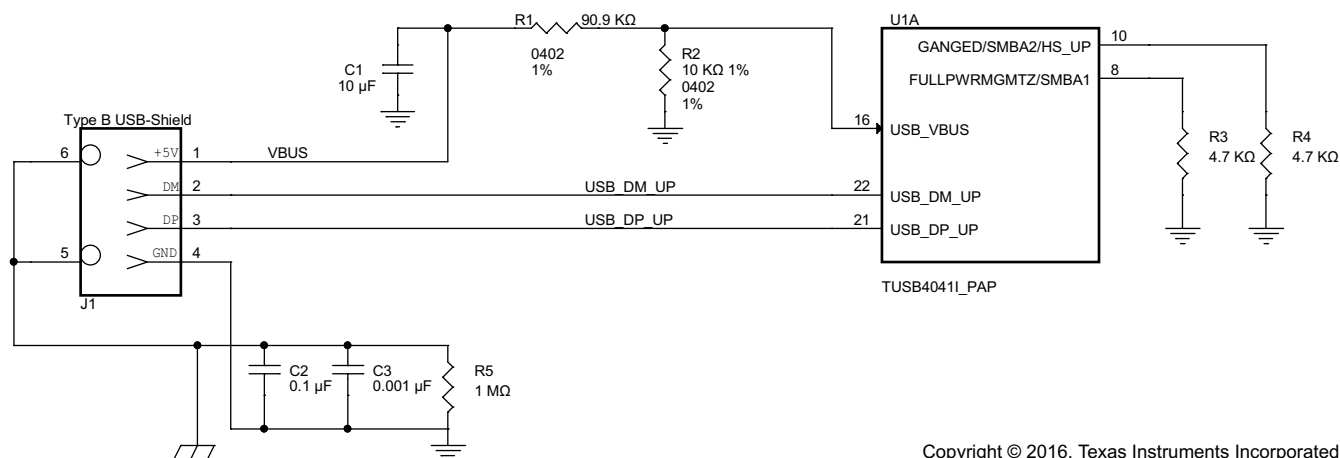 R1
90.9 KΩ
0402
1%
C1
10 µF
R2
10 KΩ 1%
0402
1%
U1A
GANGED/SMBA2/HS_UP
10
FULLPWRMGMTZ/SMBA1
8
16
USB_VBUS
R3
4.7 KΩ
R4
4.7 KΩ
Type B USB-Shield
6
+5V
1
VBUS
DM
2
USB_DM_UP
22
USB_DM_UP
DP
3
USB_DP_UP
21
USB_DP_UP
5
GND
4
J1
TUSB4041I_PAP
C2
0.1 µF
C3
0.001 µF
R5
1 MΩ
Copyright © 2016, Texas Instruments Incorporated